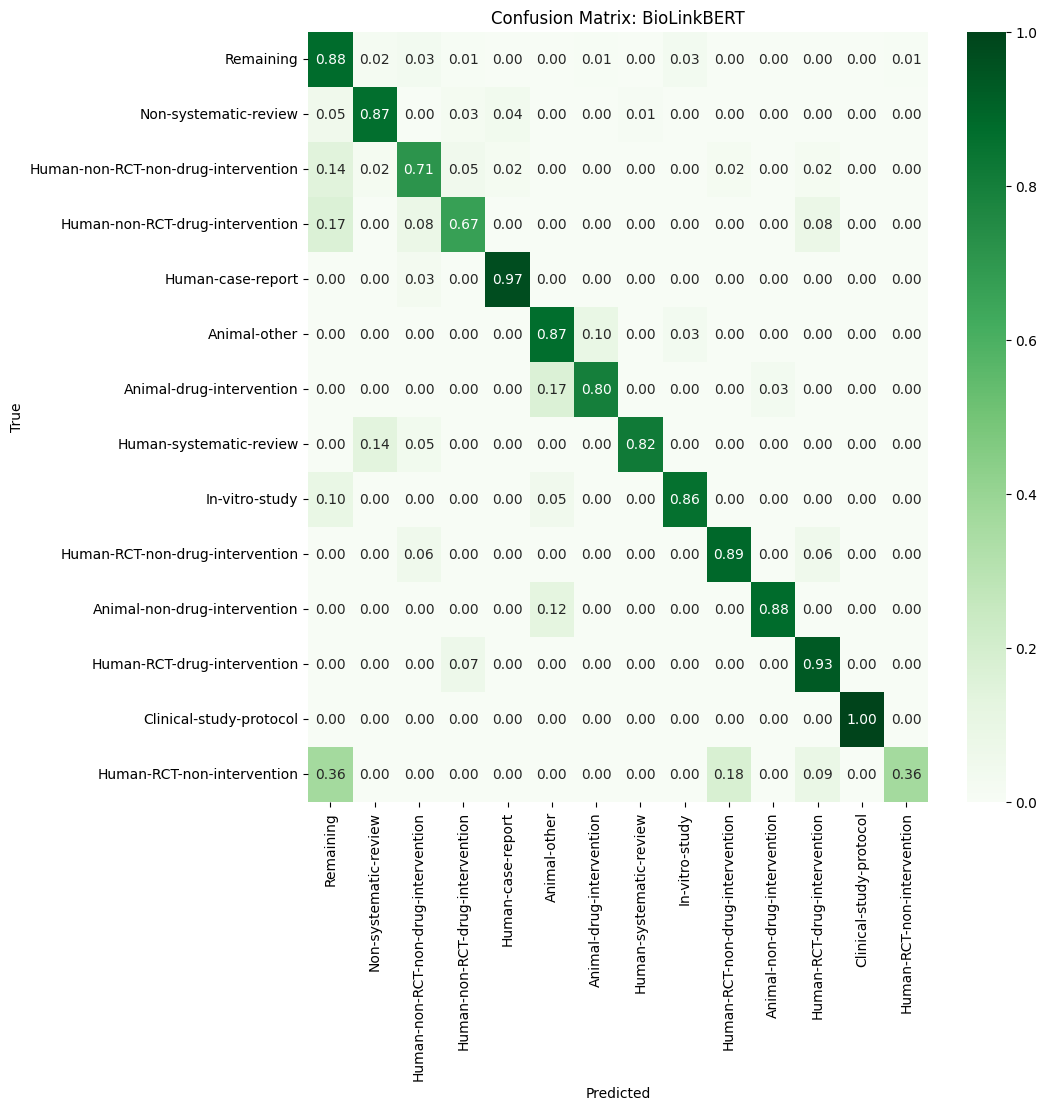 Confusion Matrix: BioLinkBERT
Remaining 0.88 0.02 0.03 0.01 0.00 0.00 0.01 0.00 0.03 0.00 0.00 0.00 0.00 0.01
Non-systematic-review 0.05 0.87 0.00 0.03 0.04 0.00 0.00 0.01 0.00 0.00 0.00 0.00 0.00 0.00
Human-non-RCT-non-drug-intervention 0.14 0.02 0.71 0.05 0.02 0.00 0.00 0.00 0.00 0.02 0.00 0.02 0.00 0.00
Human-non-RCT-drug-intervention 0.17 0.00 0.08 0.67 0.00 0.00 0.00 0.00 0.00 0.00 0.00 0.08 0.00 0.00
Human-case-report 0.00 0.00 0.03 0.00 0.97 0.00 0.00 0.00 0.00 0.00 0.00 0.00 0.00 0.00
Animal-other 0.00 0.00 0.00 0.00 0.00 0.87 0.10 0.00 0.03 0.00 0.00 0.00 0.00 0.00
Animal-drug-intervention 0.00 0.00 0.00 0.00 0.00 0.17 0.80 0.00 0.00 0.00 0.03 0.00 0.00 0.00
Human-systematic-review 0.00 0.14 0.05 0.00 0.00 0.00 0.00 0.82 0.00 0.00 0.00 0.00 0.00 0.00
In-vitro-study 0.10 0.00 0.00 0.00 0.00 0.05 0.00 0.00 0.86 0.00 0.00 0.00 0.00 0.00
Human-RCT-non-drug-intervention 0.00 0.00 0.06 0.00 0.00 0.00 0.00 0.00 0.00 0.89 0.00 0.06 0.00 0.00
Animal-non-drug-intervention 0.00 0.00 0.00 0.00 0.00 0.12 0.00 0.00 0.00 0.00 0.88 0.00 0.00 0.00
Human-RCT-drug-intervention 0.00 0.00 0.00 0.07 0.00 0.00 0.00 0.00 0.00 0.00 0.00 0.93 0.00 0.00
Clinical-study-protocol 0.00 0.00 0.00 0.00 0.00 0.00 0.00 0.00 0.00 0.00 0.00 0.00 1.00 0.00
Human-RCT-non-intervention 0.36 0.00 0.00 0.00 0.00 0.00 0.00 0.00 0.00 0.18 0.00 0.09 0.00 0.36
True
Remaining
Non-systematic-review
Human-non-RCT-non-drug-intervention
Human-non-RCT-drug-intervention
Human-case-report
Animal-other
Animal-drug-intervention
Human-systematic-review
In-vitro-study
Human-RCT-non-drug-intervention
Animal-non-drug-intervention
Human-RCT-drug-intervention
Clinical-study-protocol
Human-RCT-non-intervention
Predicted
1.0
0.8
0.6
0.4
0.2
0.0